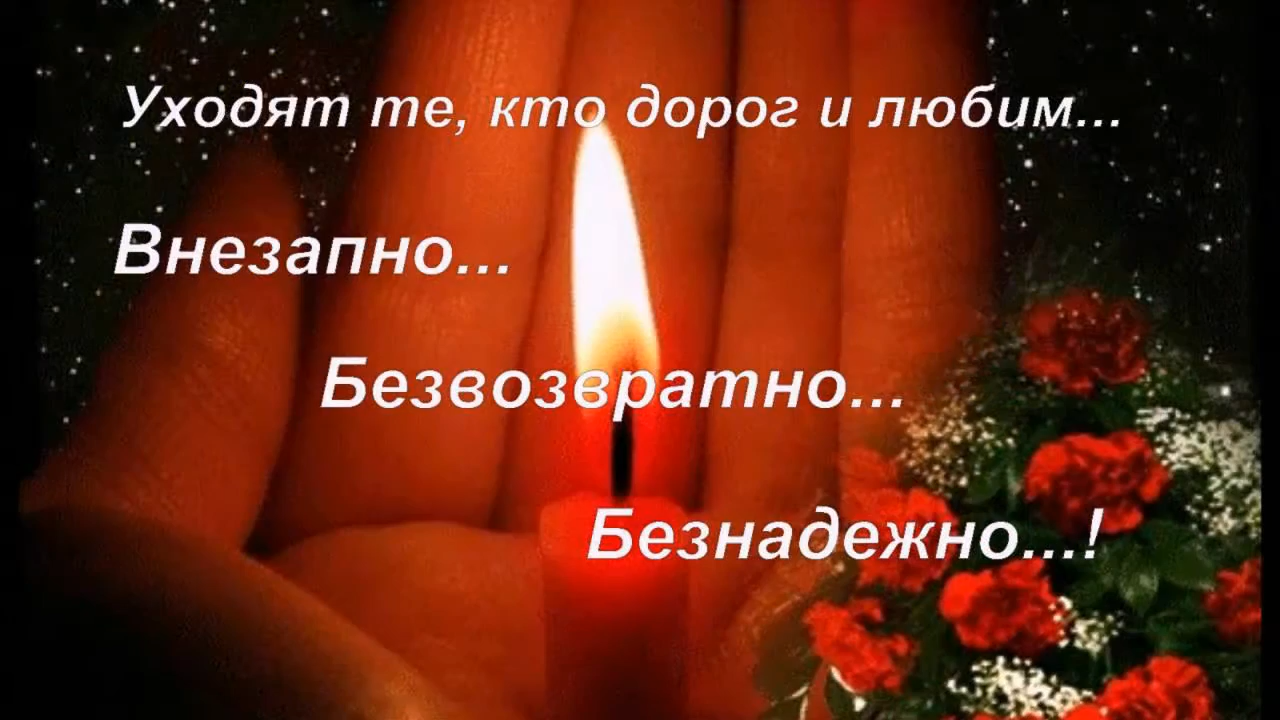 Уходят те, кто дорог и любим...
Внезапно...
Безвозвратно...
Безнадежно...!